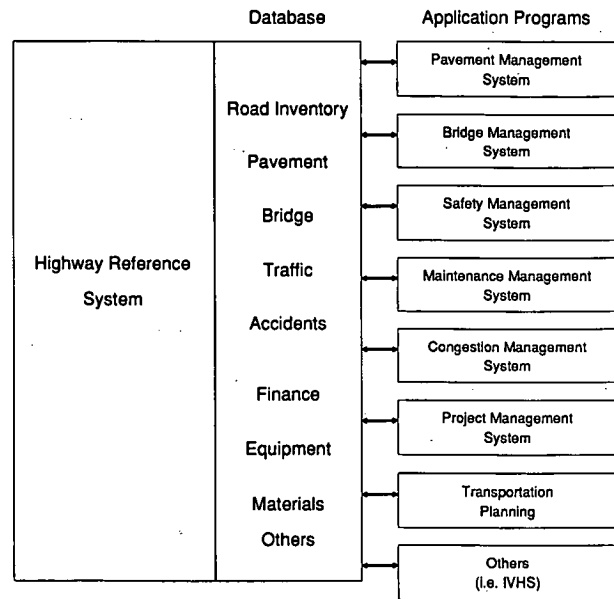 Database
Application Programs
Highway Reference
System
Road Inventory
Pavement
Bridge
Traffic
Accidents
Finance
Equipment
Materials
Others
Pavement Management
System
Bridge Management
System
Safety Management
System
Maintenance Management
System
Congestion Management
System
Project Management
System
Transportation
Planning
Others
(i.e. IVHS)